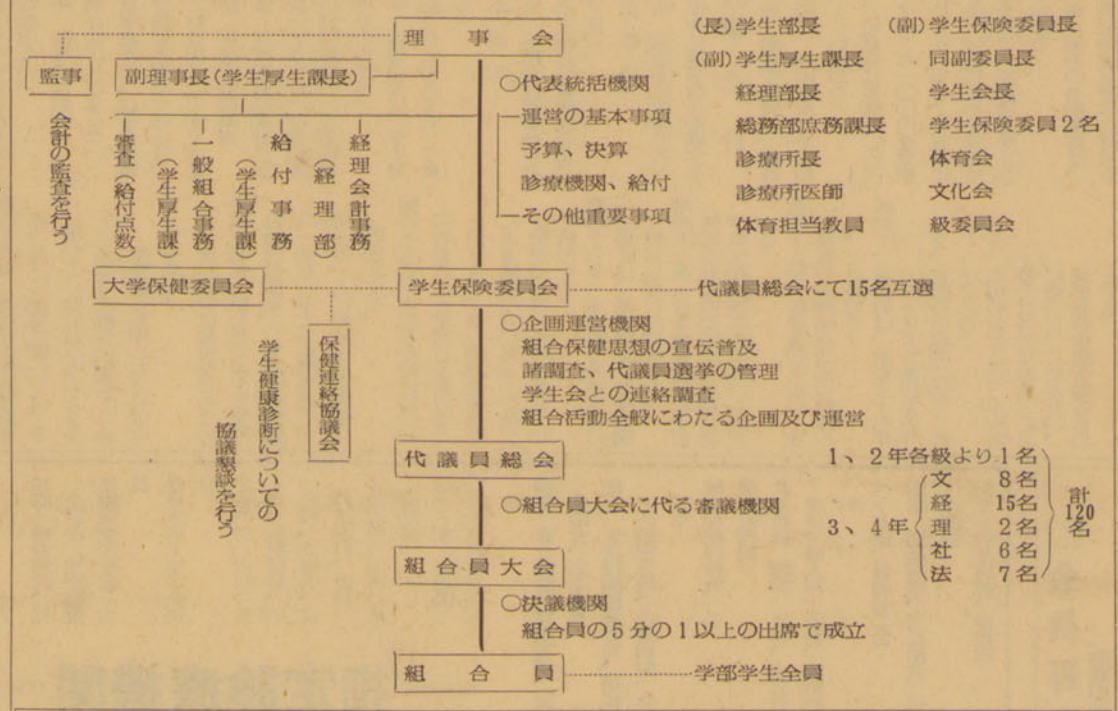 理事会
(長)学生部長
(副)学生保険委員長
(副)学生厚生課長
同副委員長
経理部長
学生会長
総務部庶務課長
学生保険委員2名
診療所長
体育会
診療所医師
文化会
体育担当教員
級委員会
監事
会計の監査を行う
副理事長(学生厚生課長)
○代表統括機関
運営の基本事項
予算、決算
診療機関、給付
その他重要事項
経理会計事務
(経理部)
給付事務
(学生厚生課)
一般組合事務
(学生厚生課)
審査(給付点数)
大学保健委員会
学生保険委員会
代議員総会にて15名互選
○企画運営機関
組合保健思想の宣伝普及
諸調査、代議員選挙の管理
学生会との連絡調査
組合活動全般にわたる企画及び運営
保健連絡協議会
学生健康診断についての
協議懇談を行う
代議員総会
○組合員大会に代る審議機関
1、2年各級より1名
3、4年
文 8名
経 15名
理 2名
社 6名
法 7名
計120名
組合員大会
○決議機関
組合員の5分の1以上の出席で成立
組合員
学部学生全員